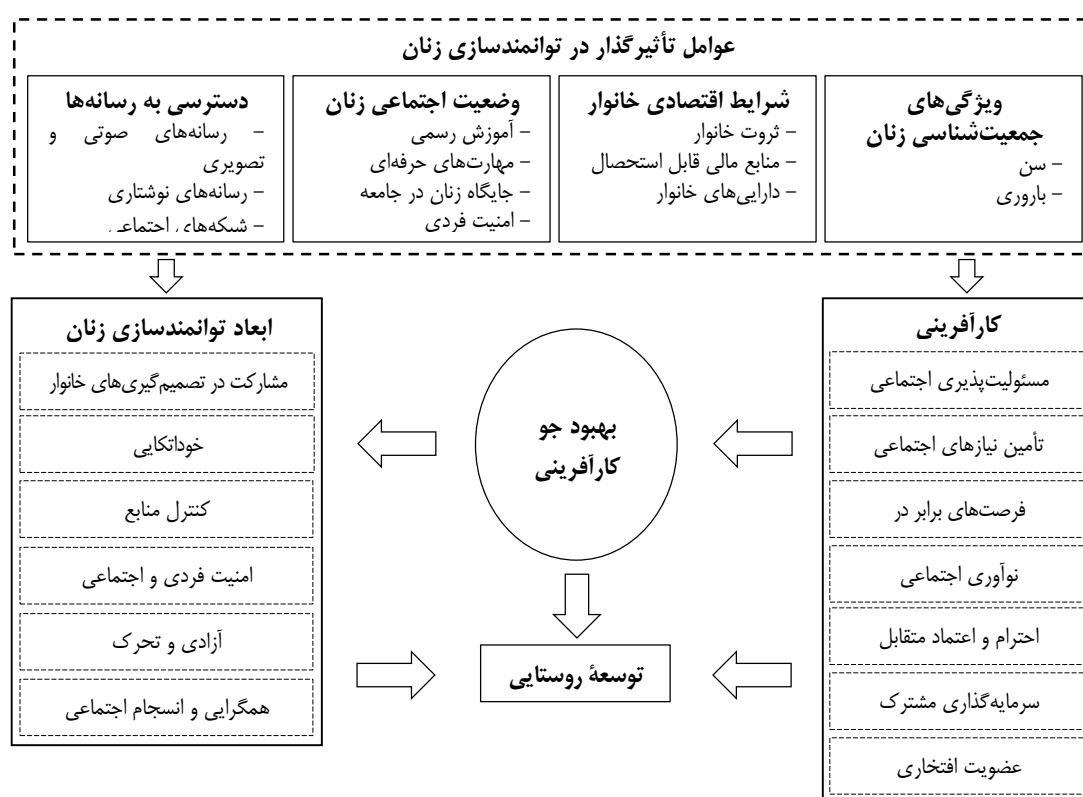 عوامل تأثیرگذار در توانمندسازی زنان
ویژگی‌های
جمعیت‌شناسی زنان
– سن
– باروری
شرایط اقتصادی خانوار
– ثروت خانوار
– منابع مالی قابل استحصال
– دارایی‌های خانوار
وضعیت اجتماعی زنان
– آموزش رسمی
– مهارت‌های حرفه‌ای
– جایگاه زنان در جامعه
– امنیت فردی
دسترسی به رسانه‌ها
– رسانه‌های صوتی و
تصویری
– رسانه‌های نوشتاری
– شبکه‌های اجتماعی
کارآفرینی
مسئولیت‌پذیری اجتماعی
تأمین نیازهای اجتماعی
فرصت‌های برابر در
نوآوری اجتماعی
احترام و اعتماد متقابل
سرمایه‌گذاری مشترک
عضویت افتخاری
بهبود جو
کارآفرینی
توسعهٔ روستایی
ابعاد توانمندسازی زنان
مشارکت در تصمیم‌گیری‌های خانوار
خوداتکایی
کنترل منابع
امنیت فردی و اجتماعی
آزادی و تحرک
همگرایی و انسجام اجتماعی